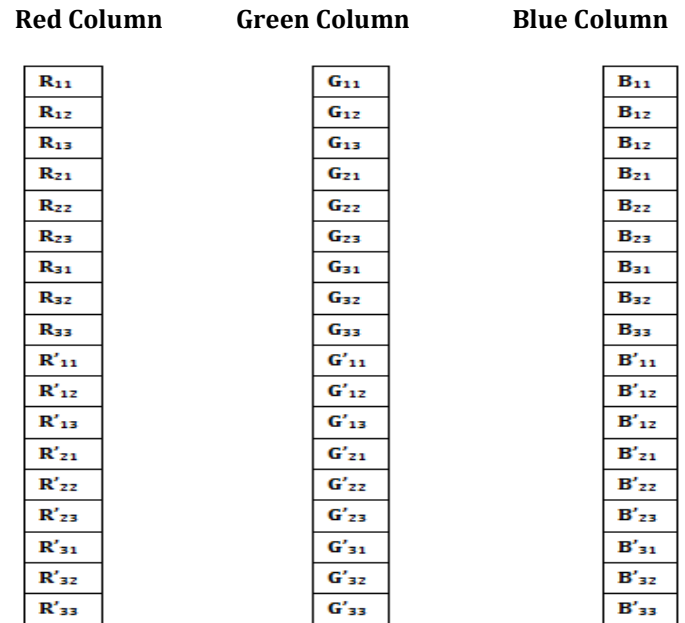 Red Column Green Column Blue Column
R₁₁ G₁₁ B₁₁
R₁₂ G₁₂ B₁₂
R₁₃ G₁₃ B₁₂
R₂₁ G₂₁ B₂₁
R₂₂ G₂₂ B₂₂
R₂₃ G₂₃ B₂₃
R₃₁ G₃₁ B₃₁
R₃₂ G₃₂ B₃₂
R₃₃ G₃₃ B₃₃
R′₁₁ G′₁₁ B′₁₁
R′₁₂ G′₁₂ B′₁₂
R′₁₃ G′₁₃ B′₁₂
R′₂₁ G′₂₁ B′₂₁
R′₂₂ G′₂₂ B′₂₂
R′₂₃ G′₂₃ B′₂₃
R′₃₁ G′₃₁ B′₃₁
R′₃₂ G′₃₂ B′₃₂
R′₃₃ G′₃₃ B′₃₃